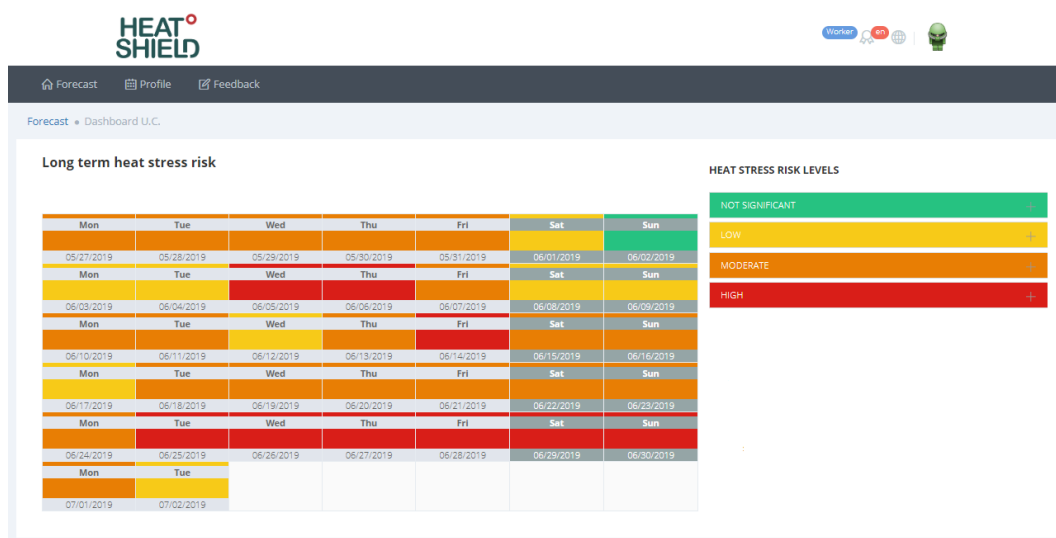 HEAT
SHIELD
Worker en
Forecast Profile Feedback
Forecast • Dashboard U.C.
Long term heat stress risk
HEAT STRESS RISK LEVELS
NOT SIGNIFICANT +
LOW +
MODERATE +
HIGH +
Mon Tue Wed Thu Fri Sat Sun
05/27/2019 05/28/2019 05/29/2019 05/30/2019 05/31/2019 06/01/2019 06/02/2019
Mon Tue Wed Thu Fri Sat Sun
06/03/2019 06/04/2019 06/05/2019 06/06/2019 06/07/2019 06/08/2019 06/09/2019
Mon Tue Wed Thu Fri Sat Sun
06/10/2019 06/11/2019 06/12/2019 06/13/2019 06/14/2019 06/15/2019 06/16/2019
Mon Tue Wed Thu Fri Sat Sun
06/17/2019 06/18/2019 06/19/2019 06/20/2019 06/21/2019 06/22/2019 06/23/2019
Mon Tue Wed Thu Fri Sat Sun
06/24/2019 06/25/2019 06/26/2019 06/27/2019 06/28/2019 06/29/2019 06/30/2019
Mon Tue
07/01/2019 07/02/2019